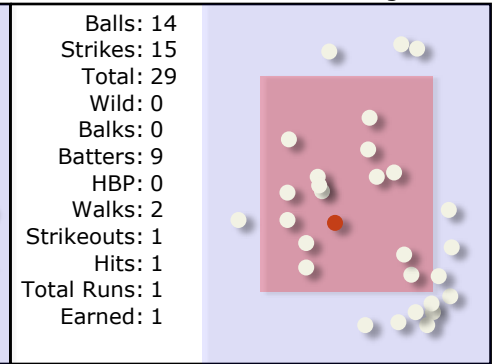 Balls: 14
Strikes: 15
Total: 29
Wild: 0
Balks: 0
Batters: 9
HBP: 0
Walks: 2
Strikeouts: 1
Hits: 1
Total Runs: 1
Earned: 1